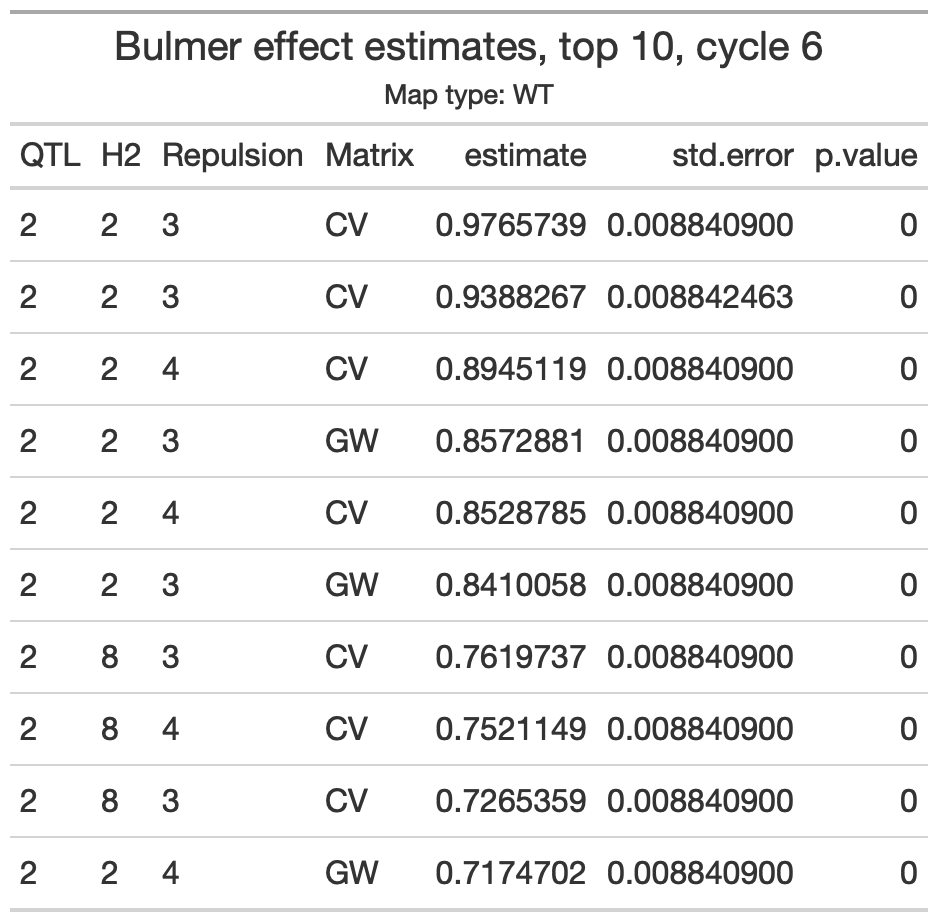 Bulmer effect estimates, top 10, cycle 6
Map type: WT
QTL H2 Repulsion Matrix estimate std.error p.value
2 2 3 CV 0.9765739 0.008840900 0
2 2 3 CV 0.9388267 0.008842463 0
2 2 4 CV 0.8945119 0.008840900 0
2 2 3 GW 0.8572881 0.008840900 0
2 2 4 CV 0.8528785 0.008840900 0
2 2 3 GW 0.8410058 0.008840900 0
2 8 3 CV 0.7619737 0.008840900 0
2 8 4 CV 0.7521149 0.008840900 0
2 8 3 CV 0.7265359 0.008840900 0
2 2 4 GW 0.7174702 0.008840900 0